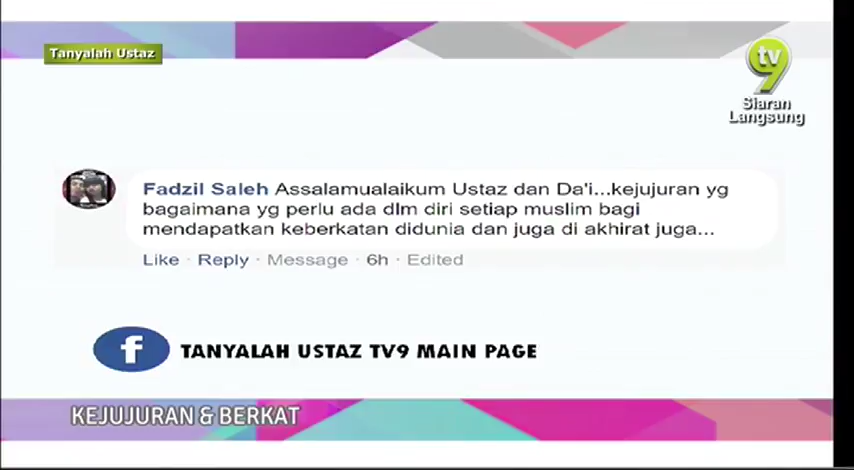 Tanyalah Ustaz
tv
9
Siaran
Langsung
Fadzil Saleh Assalamualaikum Ustaz dan Da'i...kejujuran yg
bagaimana yg perlu ada dlm diri setiap muslim bagi
mendapatkan keberkatan didunia dan juga di akhirat juga...
Like · Reply · Message · 6h · Edited
f TANYALAH USTAZ TV9 MAIN PAGE
KEJUJURAN & BERKAT